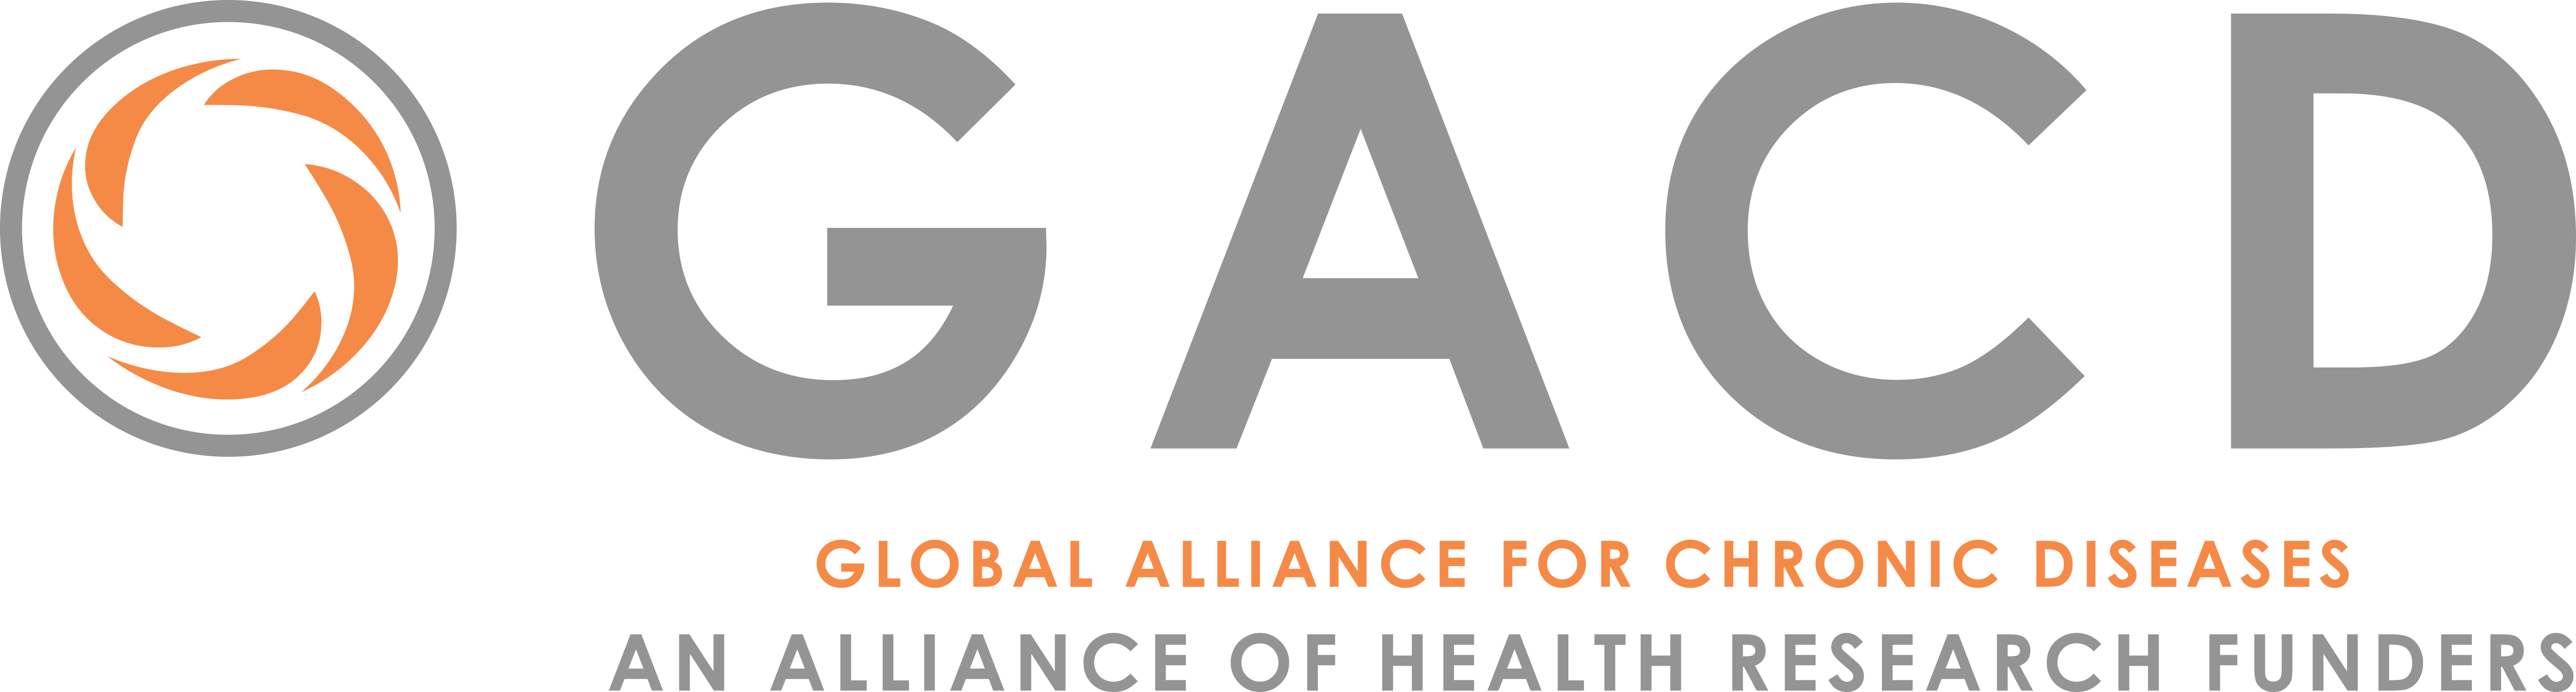 GACD
GLOBAL ALLIANCE FOR CHRONIC DISEASES
AN ALLIANCE OF HEALTH RESEARCH FUNDERS